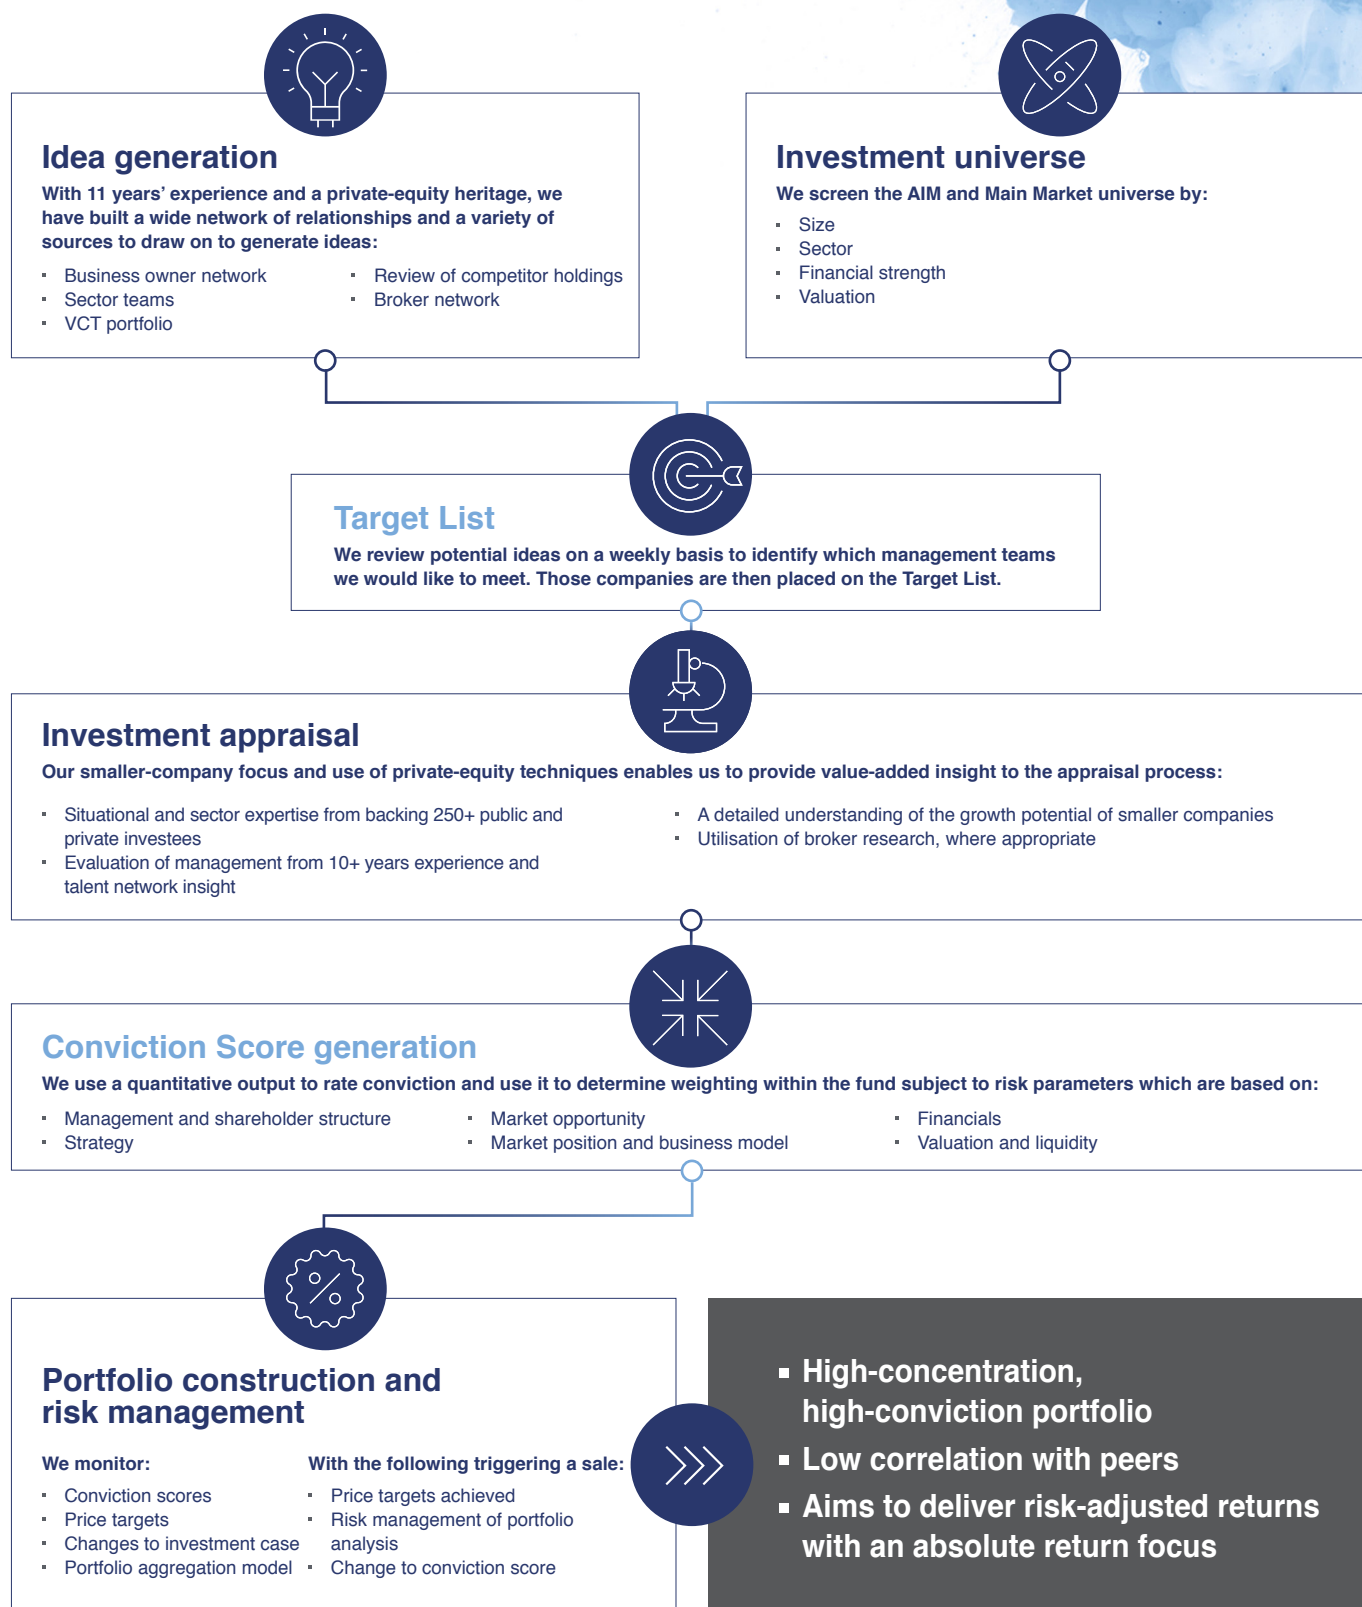 Idea generation
With 11 years’ experience and a private-equity heritage, we
have built a wide network of relationships and a variety of
sources to draw on to generate ideas:
▪ Business owner network
▪ Sector teams
▪ VCT portfolio
▪ Review of competitor holdings
▪ Broker network
Investment universe
We screen the AIM and Main Market universe by:
▪ Size
▪ Sector
▪ Financial strength
▪ Valuation
Target List
We review potential ideas on a weekly basis to identify which management teams
we would like to meet. Those companies are then placed on the Target List.
Investment appraisal
Our smaller-company focus and use of private-equity techniques enables us to provide value-added insight to the appraisal process:
▪ Situational and sector expertise from backing 250+ public and
private investees
▪ Evaluation of management from 10+ years experience and
talent network insight
▪ A detailed understanding of the growth potential of smaller companies
▪ Utilisation of broker research, where appropriate
Conviction Score generation
We use a quantitative output to rate conviction and use it to determine weighting within the fund subject to risk parameters which are based on:
▪ Management and shareholder structure
▪ Strategy
▪ Market opportunity
▪ Market position and business model
▪ Financials
▪ Valuation and liquidity
Portfolio construction and
risk management
We monitor:
▪ Conviction scores
▪ Price targets
▪ Changes to investment case
▪ Portfolio aggregation model
With the following triggering a sale:
▪ Price targets achieved
▪ Risk management of portfolio
analysis
▪ Change to conviction score
▪ High-concentration,
high-conviction portfolio
▪ Low correlation with peers
▪ Aims to deliver risk-adjusted returns
with an absolute return focus